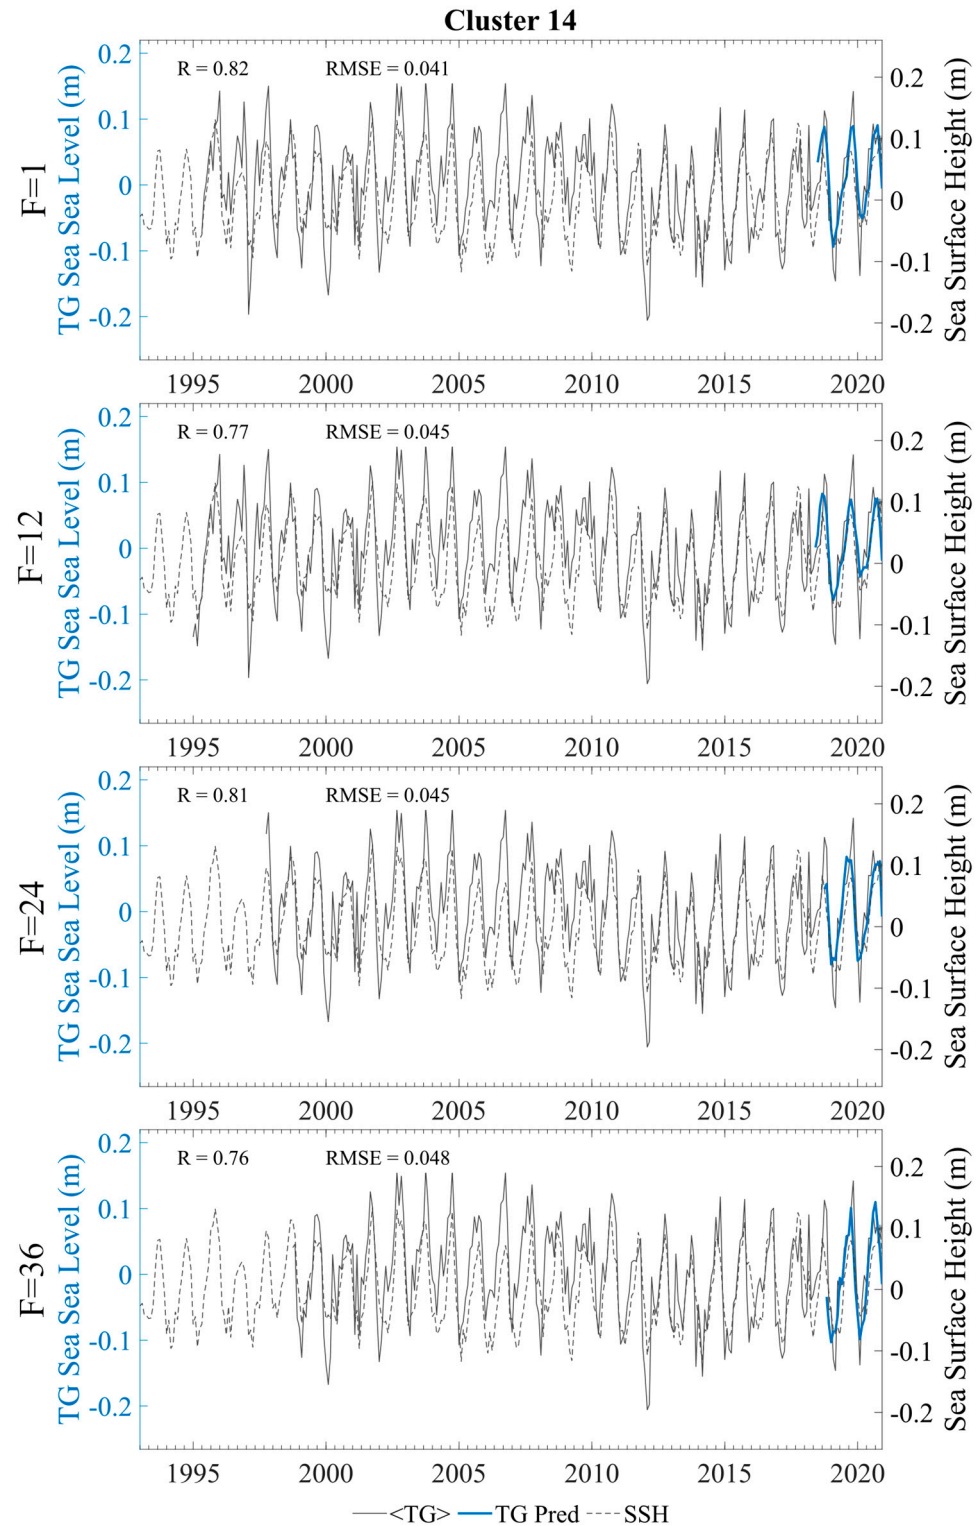 Cluster 14
F=1
TG Sea Sea Level (m)
R = 0.82 RMSE = 0.041
0.2
0.1
0
-0.1
-0.2
0.2
0.1
0
-0.1
-0.2
Sea Surface Height (m)
1995 2000 2005 2010 2015 2020
F=12
TG Sea Sea Level (m)
R = 0.77 RMSE = 0.045
0.2
0.1
0
-0.1
-0.2
0.2
0.1
0
-0.1
-0.2
Sea Surface Height (m)
1995 2000 2005 2010 2015 2020
F=24
TG Sea Sea Level (m)
R = 0.81 RMSE = 0.045
0.2
0.1
0
-0.1
-0.2
0.2
0.1
0
-0.1
-0.2
Sea Surface Height (m)
1995 2000 2005 2010 2015 2020
F=36
TG Sea Sea Level (m)
R = 0.76 RMSE = 0.048
0.2
0.1
0
-0.1
-0.2
0.2
0.1
0
-0.1
-0.2
Sea Surface Height (m)
1995 2000 2005 2010 2015 2020
<TG> TG Pred SSH